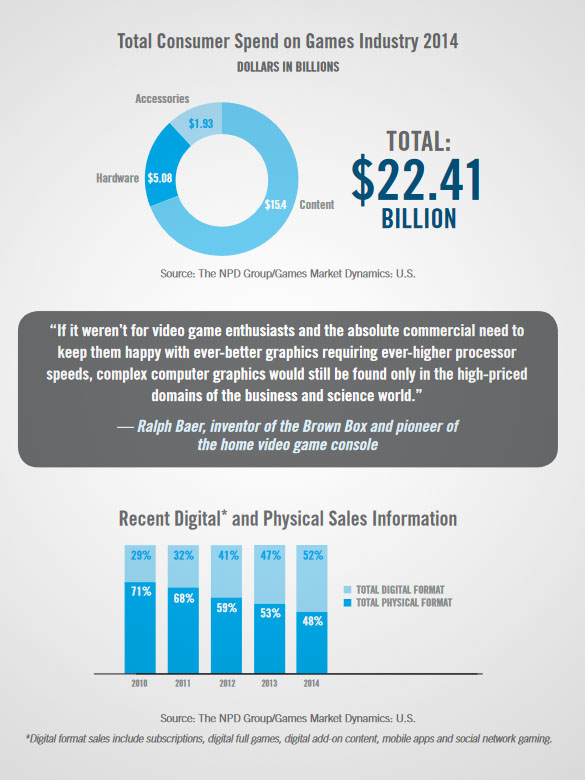 Total Consumer Spend on Games Industry 2014
DOLLARS IN BILLIONS
Accessories
$1.93
Hardware
$5.08
$15.4
Content
TOTAL:
$22.41
BILLION
Source: The NPD Group/Games Market Dynamics: U.S.
“If it weren’t for video game enthusiasts and the absolute commercial need to
keep them happy with ever-better graphics requiring ever-higher processor
speeds, complex computer graphics would still be found only in the high-priced
domains of the business and science world.”
— Ralph Baer, inventor of the Brown Box and pioneer of
the home video game console
Recent Digital* and Physical Sales Information
29% 32% 41% 47% 52%
71% 68% 59% 53% 48%
TOTAL DIGITAL FORMAT
TOTAL PHYSICAL FORMAT
2010 2011 2012 2013 2014
Source: The NPD Group/Games Market Dynamics: U.S.
*Digital format sales include subscriptions, digital full games, digital add-on content, mobile apps and social network gaming.